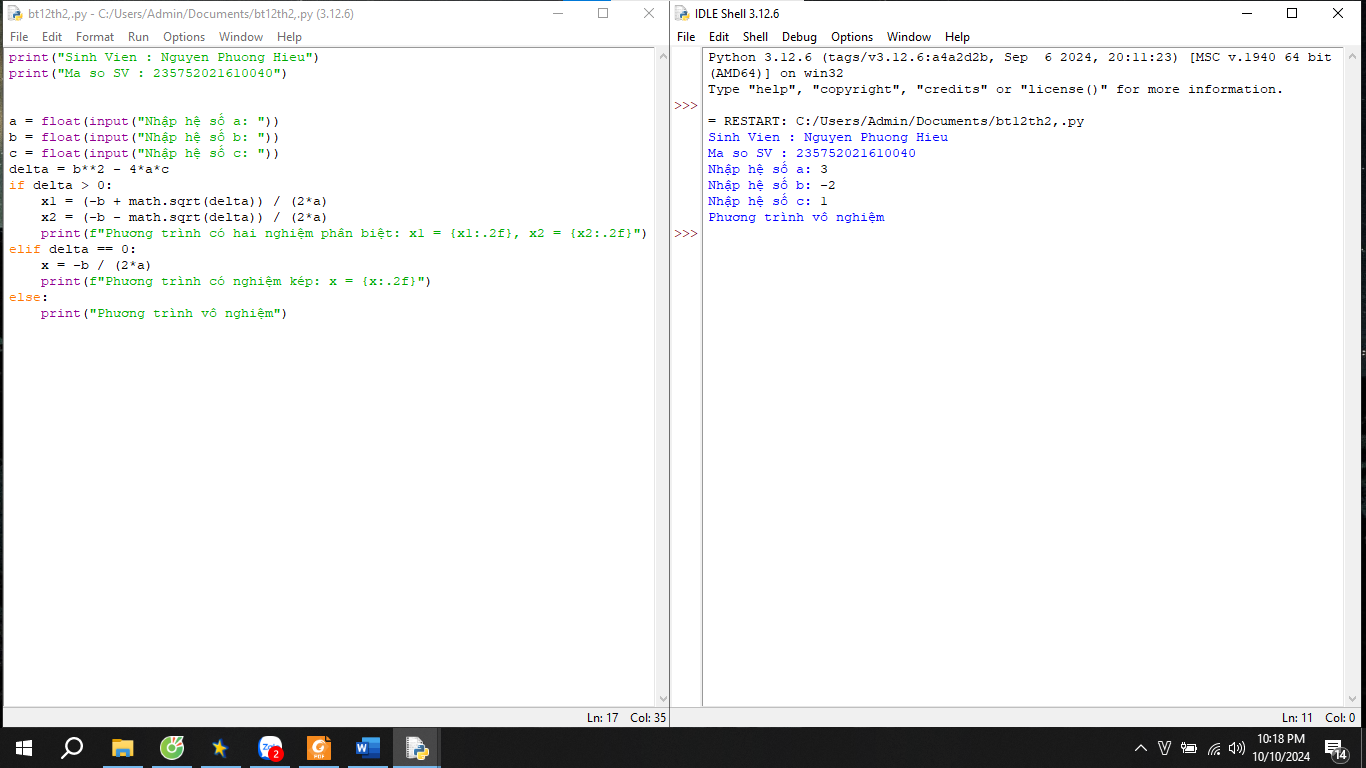 bt12th2,.py - C:/Users/Admin/Documents/bt12th2,.py (3.12.6)
File Edit Format Run Options Window Help
print("Sinh Vien : Nguyen Phuong Hieu")
print("Ma so SV : 235752021610040")
a = float(input("Nhập hệ số a: "))
b = float(input("Nhập hệ số b: "))
c = float(input("Nhập hệ số c: "))
delta = b**2 - 4*a*c
if delta > 0:
    x1 = (-b + math.sqrt(delta)) / (2*a)
    x2 = (-b - math.sqrt(delta)) / (2*a)
    print(f"Phương trình có hai nghiệm phân biệt: x1 = {x1:.2f}, x2 = {x2:.2f}")
elif delta == 0:
    x = -b / (2*a)
    print(f"Phương trình có nghiệm kép: x = {x:.2f}")
else:
    print("Phương trình vô nghiệm")
Ln: 17 Col: 35
IDLE Shell 3.12.6
File Edit Shell Debug Options Window Help
Python 3.12.6 (tags/v3.12.6:a4a2d2b, Sep  6 2024, 20:11:23) [MSC v.1940 64 bit
(AMD64)] on win32
Type "help", "copyright", "credits" or "license()" for more information.
>>>
= RESTART: C:/Users/Admin/Documents/bt12th2,.py
Sinh Vien : Nguyen Phuong Hieu
Ma so SV : 235752021610040
Nhập hệ số a: 3
Nhập hệ số b: -2
Nhập hệ số c: 1
Phương trình vô nghiệm
>>>
Ln: 11 Col: 0
2
PDF
V
10:18 PM
10/10/2024
14